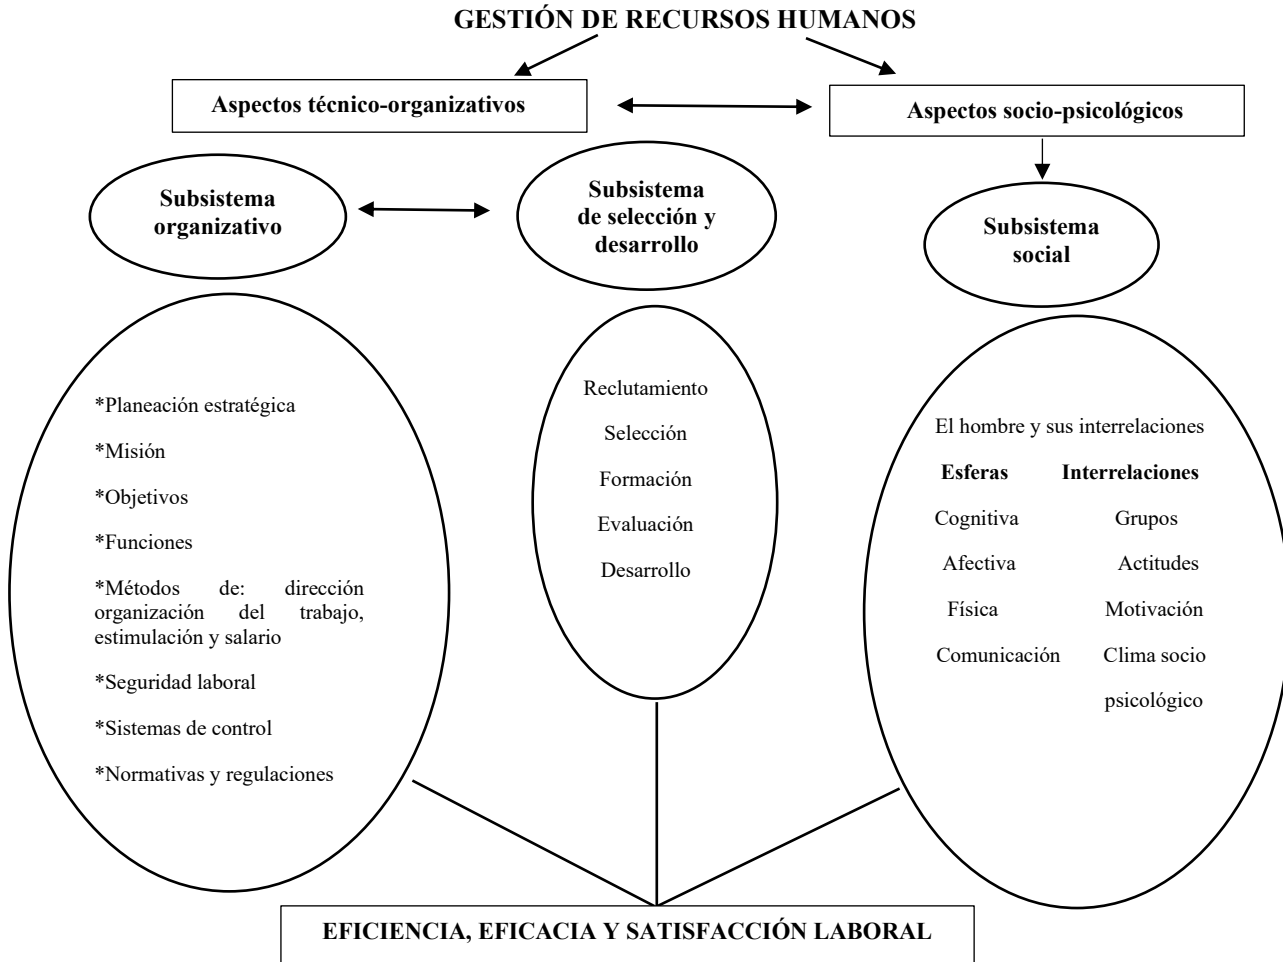 GESTIÓN DE RECURSOS HUMANOS
Aspectos técnico-organizativos
Aspectos socio-psicológicos
Subsistema
organizativo
Subsistema
de selección y
desarrollo
Subsistema
social
*Planeación estratégica
*Misión
*Objetivos
*Funciones
*Métodos de: dirección
organización del trabajo,
estimulación y salario
*Seguridad laboral
*Sistemas de control
*Normativas y regulaciones
Reclutamiento
Selección
Formación
Evaluación
Desarrollo
El hombre y sus interrelaciones
Esferas Interrelaciones
Cognitiva Grupos
Afectiva Actitudes
Física Motivación
Comunicación Clima socio
psicológico
EFICIENCIA, EFICACIA Y SATISFACCIÓN LABORAL